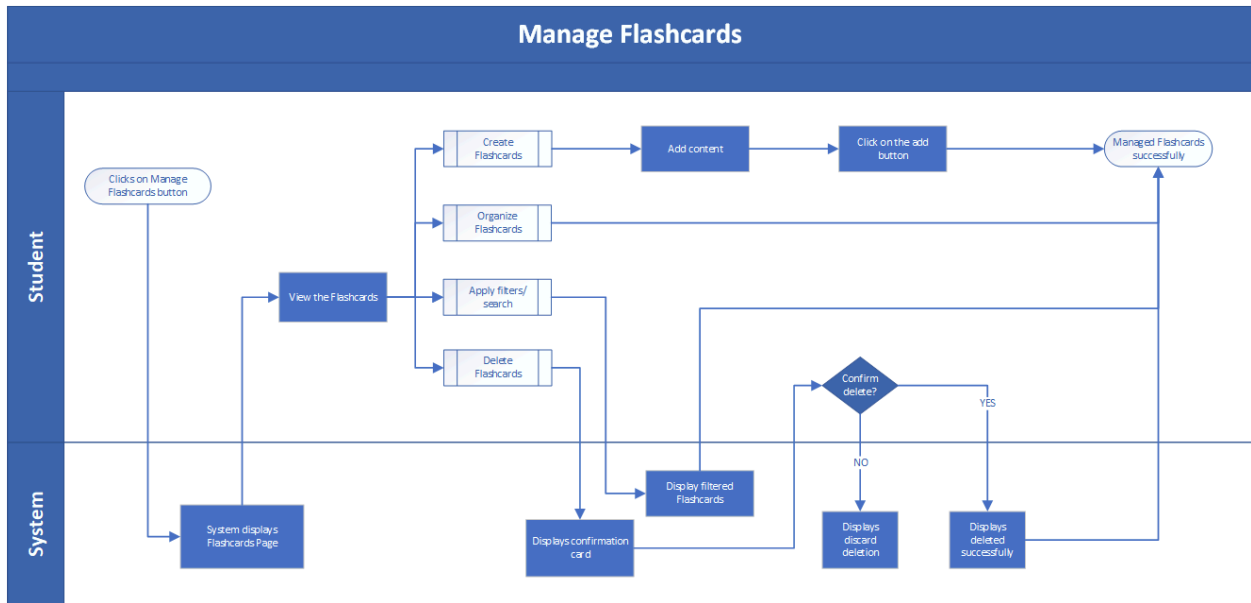 Manage Flashcards
Student
Clicks on Manage
Flashcards button
View the Flashcards
Create
Flashcards
Add content
Click on the add
button
Managed Flashcards
successfully
Organize
Flashcards
Apply filters/
search
Delete
Flashcards
Confirm
delete?
YES
NO
System
System displays
Flashcards Page
Displays confirmation
card
Display filtered
Flashcards
Displays
discard
deletion
Displays
deleted
successfully